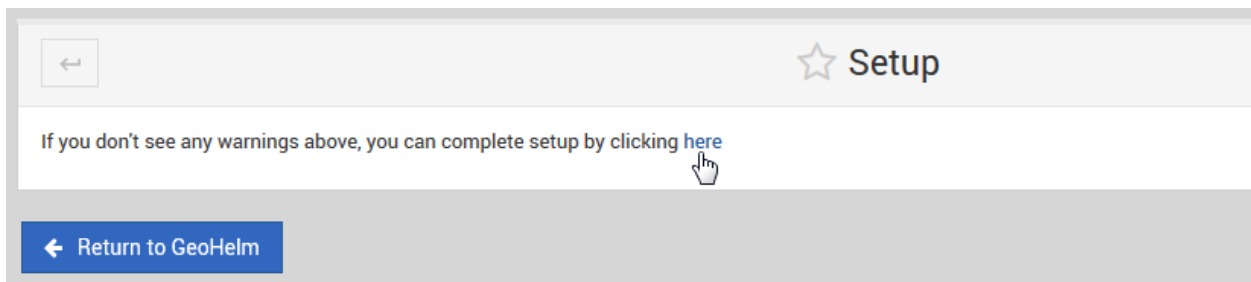 Setup
If you don't see any warnings above, you can complete setup by clicking here
Return to GeoHelm